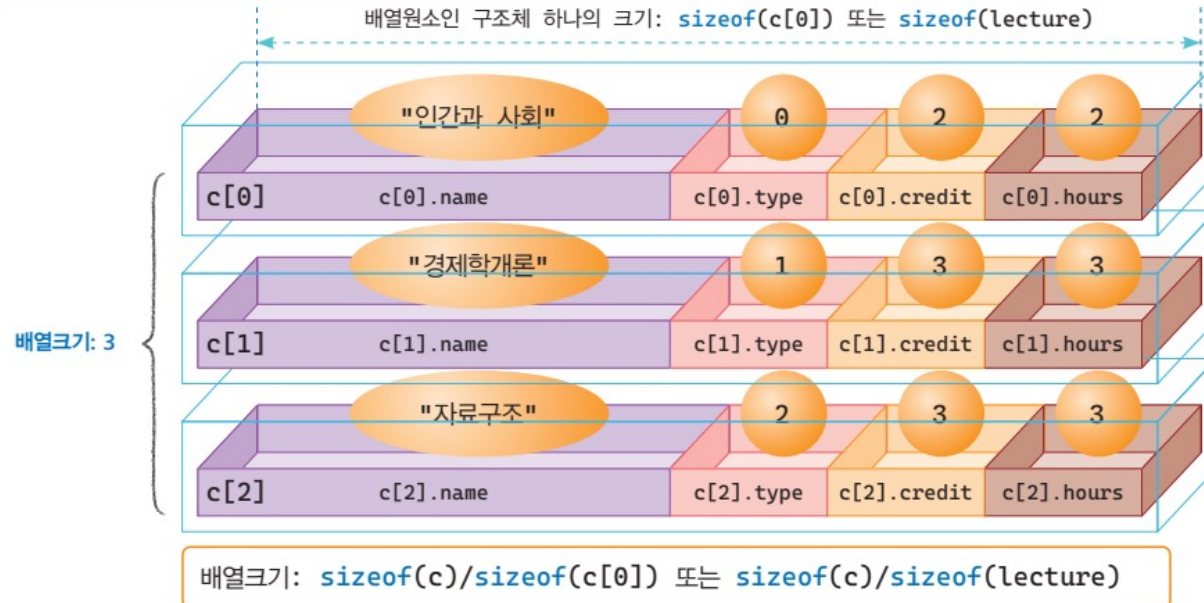 배열원소인 구조체 하나의 크기: sizeof(c[0]) 또는 sizeof(lecture)
"인간과 사회" 0 2 2
c[0] c[0].name c[0].type c[0].credit c[0].hours
"경제학개론" 1 3 3
배열크기: 3
c[1] c[1].name c[1].type c[1].credit c[1].hours
"자료구조" 2 3 3
c[2] c[2].name c[2].type c[2].credit c[2].hours
배열크기: sizeof(c)/sizeof(c[0]) 또는 sizeof(c)/sizeof(lecture)